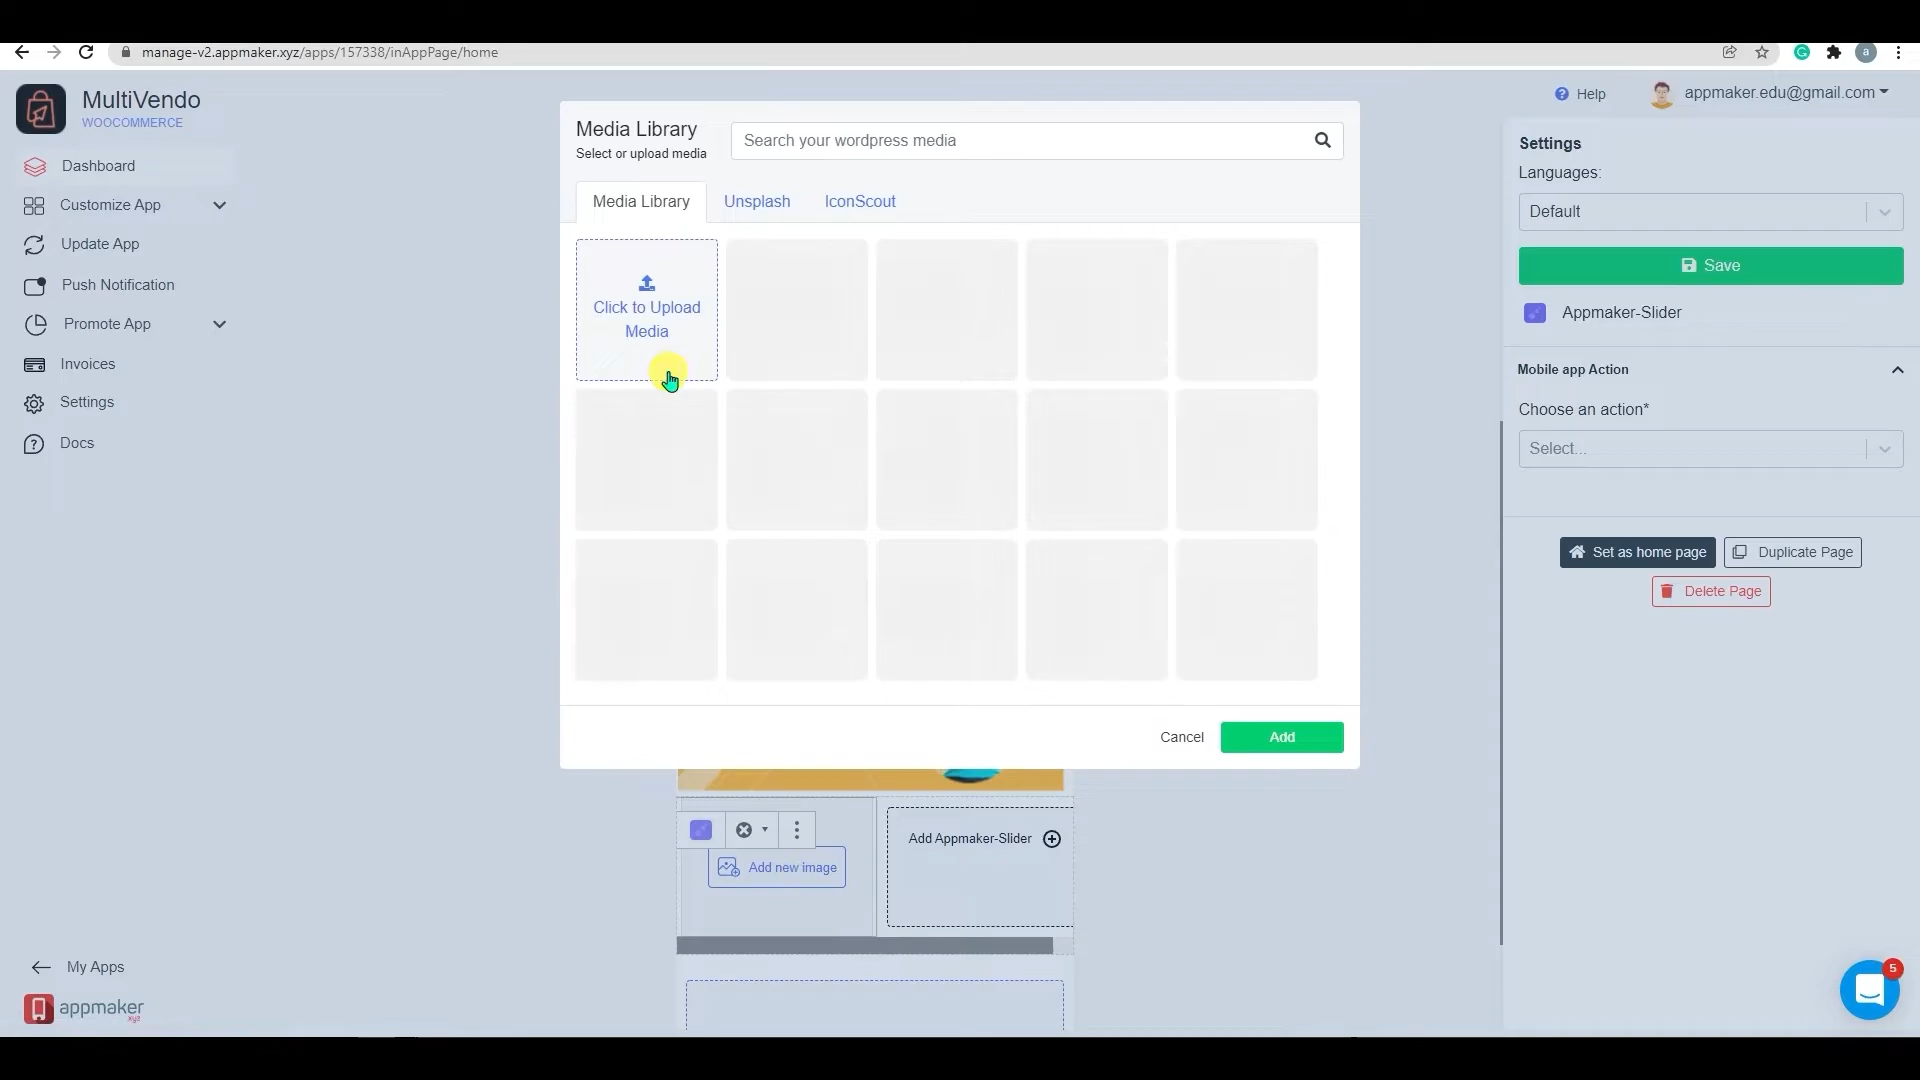 manage-v2.appmaker.xyz/apps/157338/inAppPage/home
a
MultiVendo
WOOCOMMERCE
Dashboard
Customize App
Update App
Push Notification
Promote App
Invoices
Settings
Docs
My Apps
appmaker
xyz
Media Library
Select or upload media
Search your wordpress media
Media Library
Unsplash
IconScout
Click to Upload
Media
Cancel
Add
Add new image
Add Appmaker-Slider
Help
appmaker.edu@gmail.com
Settings
Languages:
Default
Save
Appmaker-Slider
Mobile app Action
Choose an action*
Select...
Set as home page
Duplicate Page
Delete Page
5